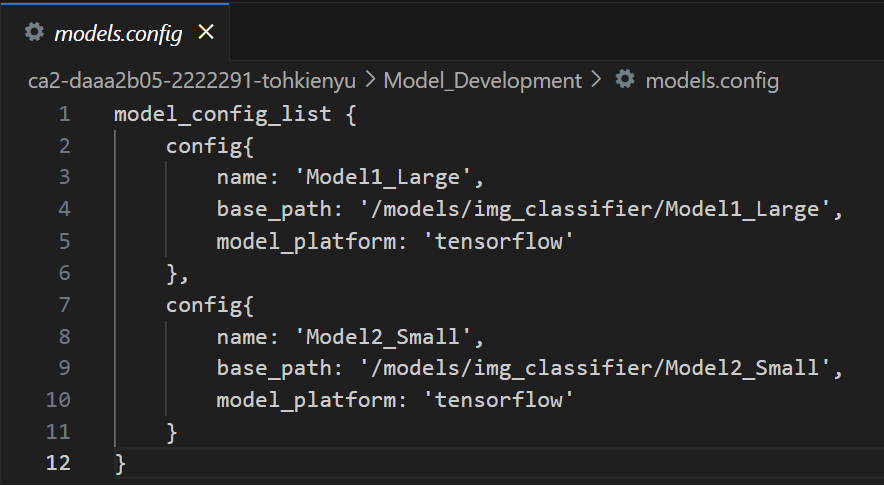 models.config ×
ca2-daaa2b05-2222291-tohkienyu > Model_Development > models.config
1 model_config_list {
2 config{
3 name: 'Model1_Large',
4 base_path: '/models/img_classifier/Model1_Large',
5 model_platform: 'tensorflow'
6 },
7 config{
8 name: 'Model2_Small',
9 base_path: '/models/img_classifier/Model2_Small',
10 model_platform: 'tensorflow'
11 }
12 }